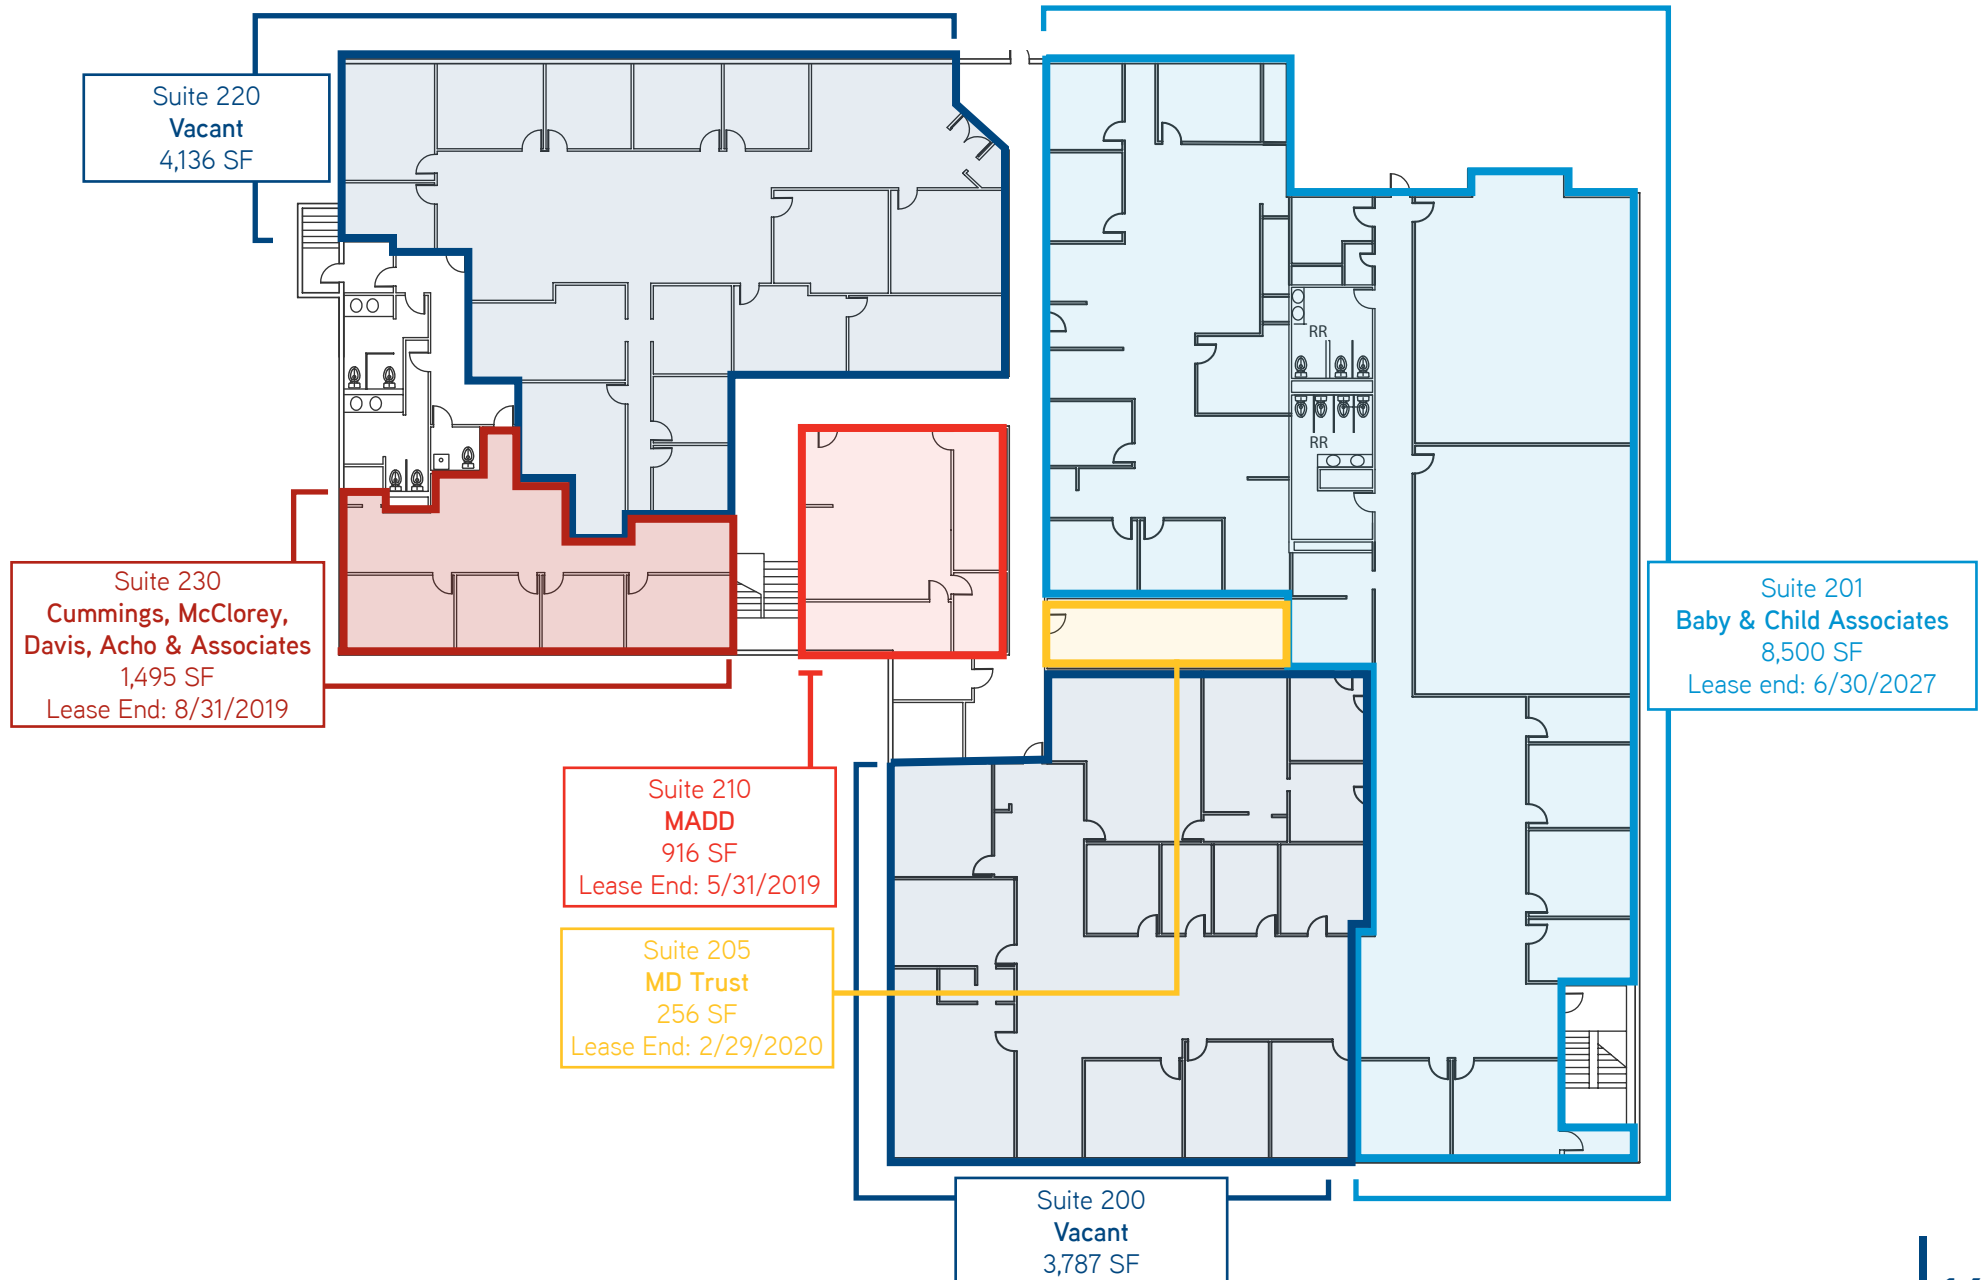 Suite 220
Vacant
4,136 SF
RR
RR
Suite 230
Cummings, McClorey,
Davis, Acho & Associates
1,495 SF
Lease End: 8/31/2019
Suite 201
Baby & Child Associates
8,500 SF
Lease end: 6/30/2027
Suite 210
MADD
916 SF
Lease End: 5/31/2019
Suite 205
MD Trust
256 SF
Lease End: 2/29/2020
Suite 200
Vacant
3,787 SF